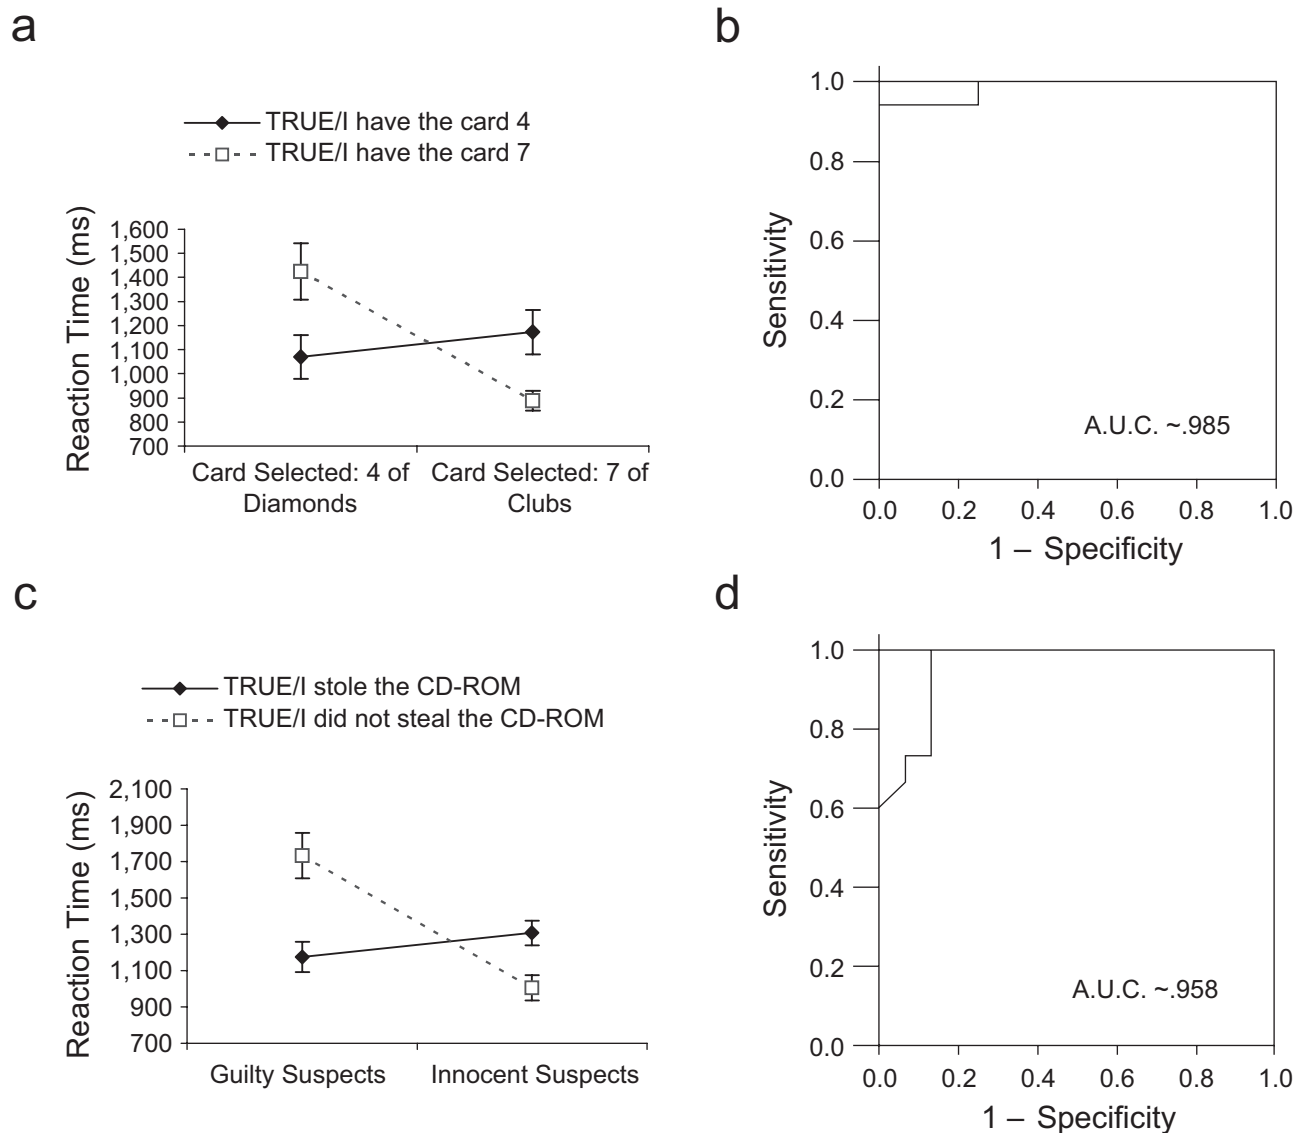 a
TRUE/I have the card 4
TRUE/I have the card 7
Reaction Time (ms)
1,600
1,500
1,400
1,300
1,200
1,100
1,000
900
800
700
Card Selected: 4 of
Diamonds
Card Selected: 7 of
Clubs
b
Sensitivity
1.0
0.8
0.6
0.4
0.2
0.0
A.U.C. ~.985
0.0 0.2 0.4 0.6 0.8 1.0
1 – Specificity
c
TRUE/I stole the CD-ROM
TRUE/I did not steal the CD-ROM
Reaction Time (ms)
2,100
1,900
1,700
1,500
1,300
1,100
900
700
Guilty Suspects
Innocent Suspects
d
Sensitivity
1.0
0.8
0.6
0.4
0.2
0.0
A.U.C. ~.958
0.0 0.2 0.4 0.6 0.8 1.0
1 – Specificity